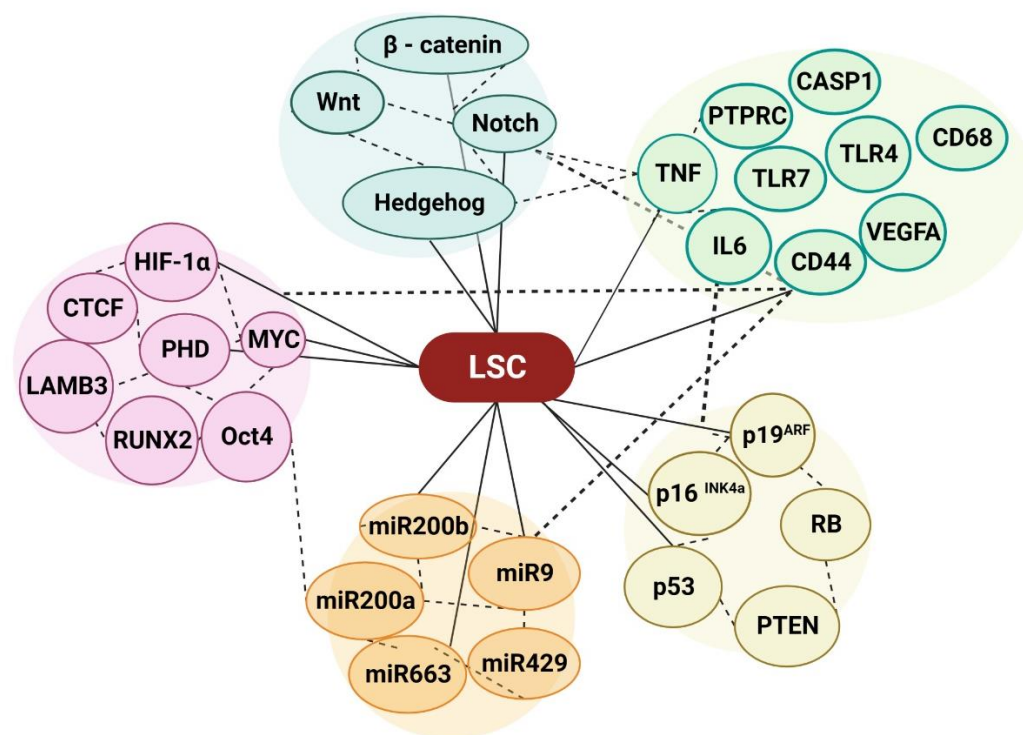 β - catenin
Wnt
Notch
Hedgehog
CASP1
PTPRC
CD68
TLR4
TNF
TLR7
VEGFA
IL6
CD44
HIF-1α
CTCF
MYC
PHD
LAMB3
RUNX2
Oct4
LSC
p19ARF
p16 INK4a
RB
p53
PTEN
miR200b
miR9
miR200a
miR663
miR429